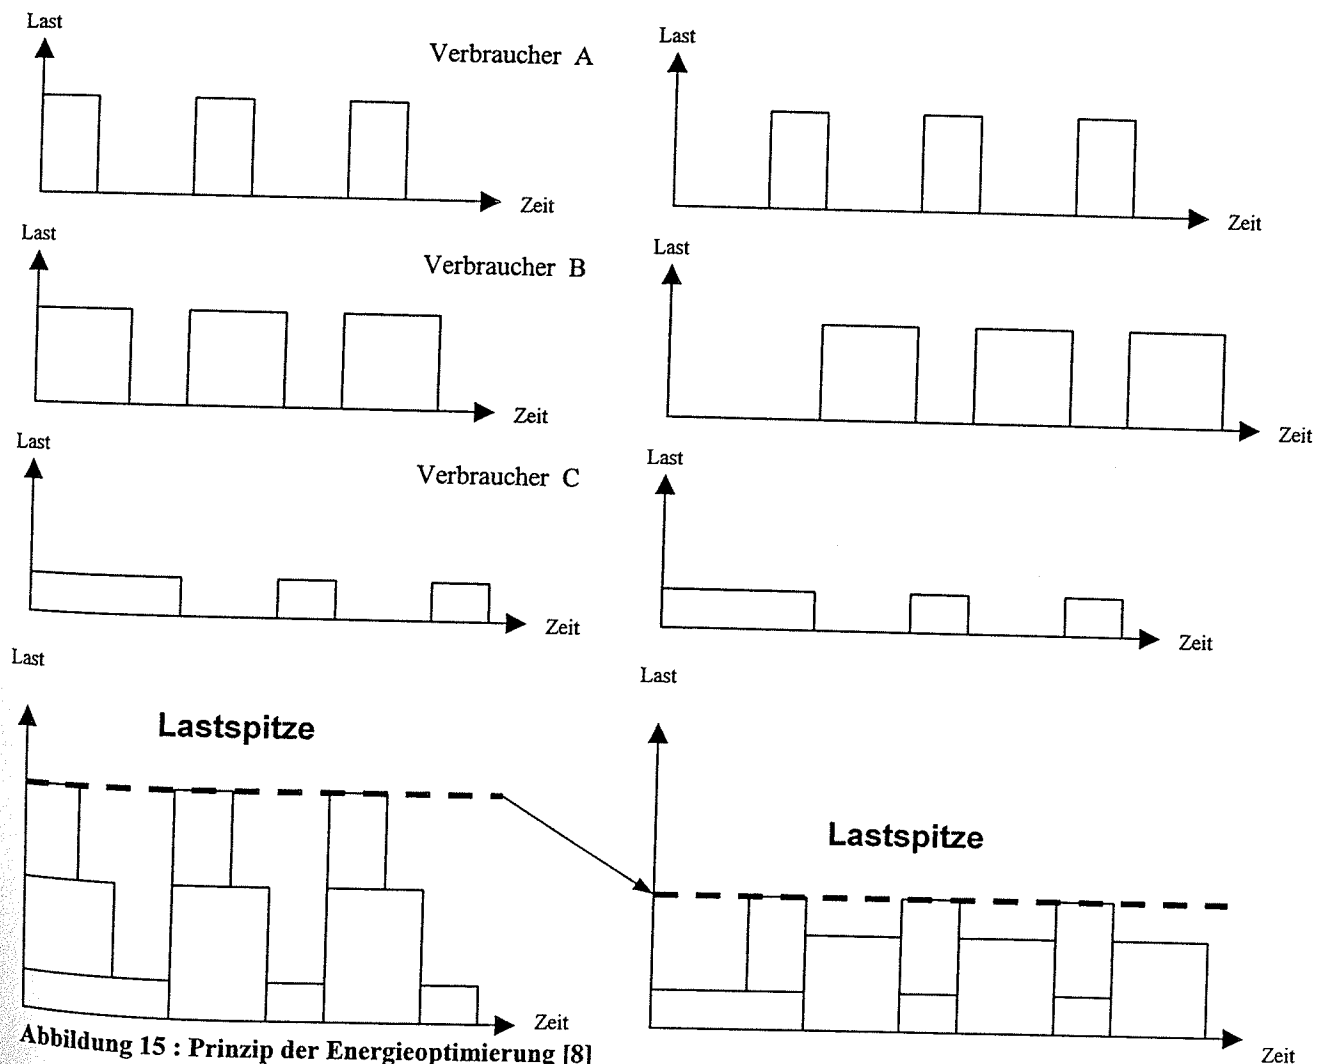 Last
Verbraucher A
Last
Zeit
Zeit
Last
Verbraucher B
Last
Zeit
Zeit
Last
Verbraucher C
Last
Zeit
Zeit
Last
Last
Lastspitze
Lastspitze
Zeit
Zeit
Abbildung 15 : Prinzip der Energieoptimierung [8]